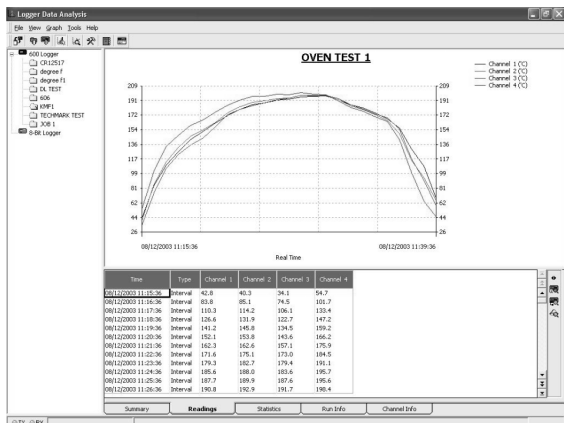 Logger Data Analysis
File View Graph Tools Help
600 Logger
CR12517
degree f
degree f1
DL TEST
606
KMF1
TECHMARK TEST
JOB 1
8-Bit Logger
OVEN TEST 1
Channel 1 (°C)
Channel 2 (°C)
Channel 3 (°C)
Channel 4 (°C)
209 209
191 191
172 172
154 154
136 136
117 117
99 99
81 81
62 62
44 44
26 26
08/12/2003 11:15:36 08/12/2003 11:39:36
Real Time
Time Type Channel 1 Channel 2 Channel 3 Channel 4
08/12/2003 11:15:36 Interval 42.8 40.3 34.1 54.7
08/12/2003 11:16:36 Interval 83.8 85.1 74.5 101.7
08/12/2003 11:17:36 Interval 110.3 114.2 106.1 133.4
08/12/2003 11:18:36 Interval 126.6 131.9 122.7 147.2
08/12/2003 11:19:36 Interval 141.2 145.8 134.5 159.2
08/12/2003 11:20:36 Interval 152.1 153.8 143.6 166.2
08/12/2003 11:21:36 Interval 162.3 162.6 157.1 175.9
08/12/2003 11:22:36 Interval 171.6 175.1 173.0 184.5
08/12/2003 11:23:36 Interval 179.3 182.7 179.4 191.1
08/12/2003 11:24:36 Interval 185.6 188.0 183.6 195.7
08/12/2003 11:25:36 Interval 187.7 189.9 187.6 195.6
08/12/2003 11:26:36 Interval 190.8 192.9 191.7 198.4
Summary Readings Statistics Run Info Channel Info
TX RX